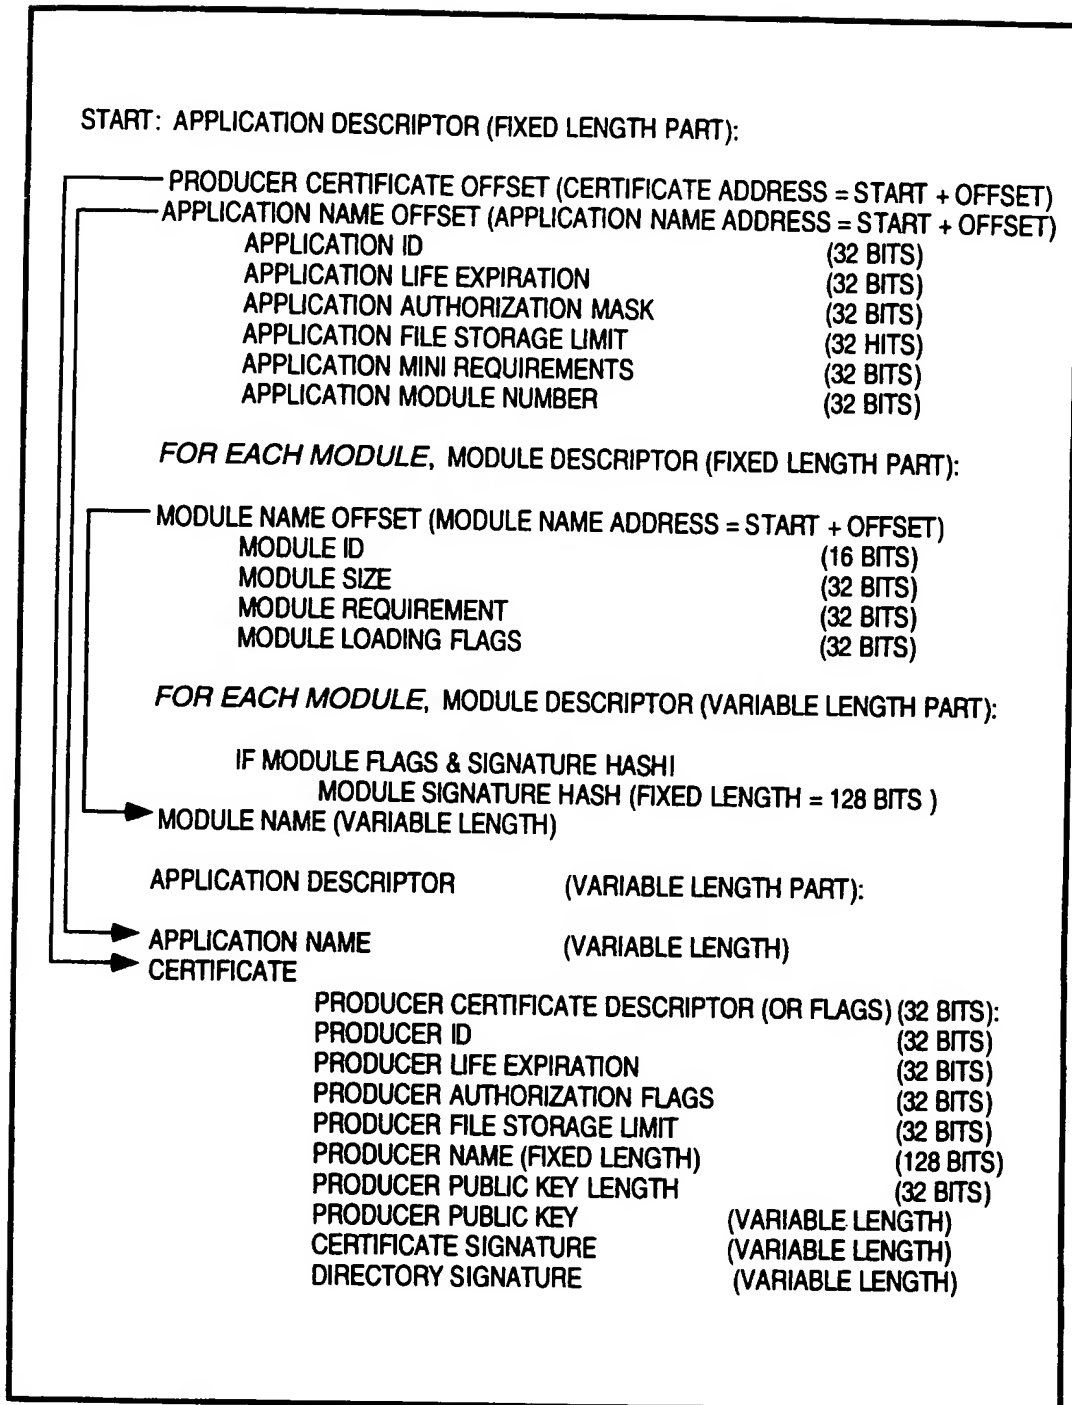 START: APPLICATION DESCRIPTOR (FIXED LENGTH PART):
PRODUCER CERTIFICATE OFFSET (CERTIFICATE ADDRESS = START + OFFSET)
APPLICATION NAME OFFSET (APPLICATION NAME ADDRESS = START + OFFSET)
APPLICATION ID (32 BITS)
APPLICATION LIFE EXPIRATION (32 BITS)
APPLICATION AUTHORIZATION MASK (32 BITS)
APPLICATION FILE STORAGE LIMIT (32 HITS)
APPLICATION MINI REQUIREMENTS (32 BITS)
APPLICATION MODULE NUMBER (32 BITS)
FOR EACH MODULE, MODULE DESCRIPTOR (FIXED LENGTH PART):
MODULE NAME OFFSET (MODULE NAME ADDRESS = START + OFFSET)
MODULE ID (16 BITS)
MODULE SIZE (32 BITS)
MODULE REQUIREMENT (32 BITS)
MODULE LOADING FLAGS (32 BITS)
FOR EACH MODULE, MODULE DESCRIPTOR (VARIABLE LENGTH PART):
IF MODULE FLAGS & SIGNATURE HASHI
MODULE SIGNATURE HASH (FIXED LENGTH = 128 BITS )
MODULE NAME (VARIABLE LENGTH)
APPLICATION DESCRIPTOR (VARIABLE LENGTH PART):
APPLICATION NAME (VARIABLE LENGTH)
CERTIFICATE
PRODUCER CERTIFICATE DESCRIPTOR (OR FLAGS) (32 BITS):
PRODUCER ID (32 BITS)
PRODUCER LIFE EXPIRATION (32 BITS)
PRODUCER AUTHORIZATION FLAGS (32 BITS)
PRODUCER FILE STORAGE LIMIT (32 BITS)
PRODUCER NAME (FIXED LENGTH) (128 BITS)
PRODUCER PUBLIC KEY LENGTH (32 BITS)
PRODUCER PUBLIC KEY (VARIABLE LENGTH)
CERTIFICATE SIGNATURE (VARIABLE LENGTH)
DIRECTORY SIGNATURE (VARIABLE LENGTH)